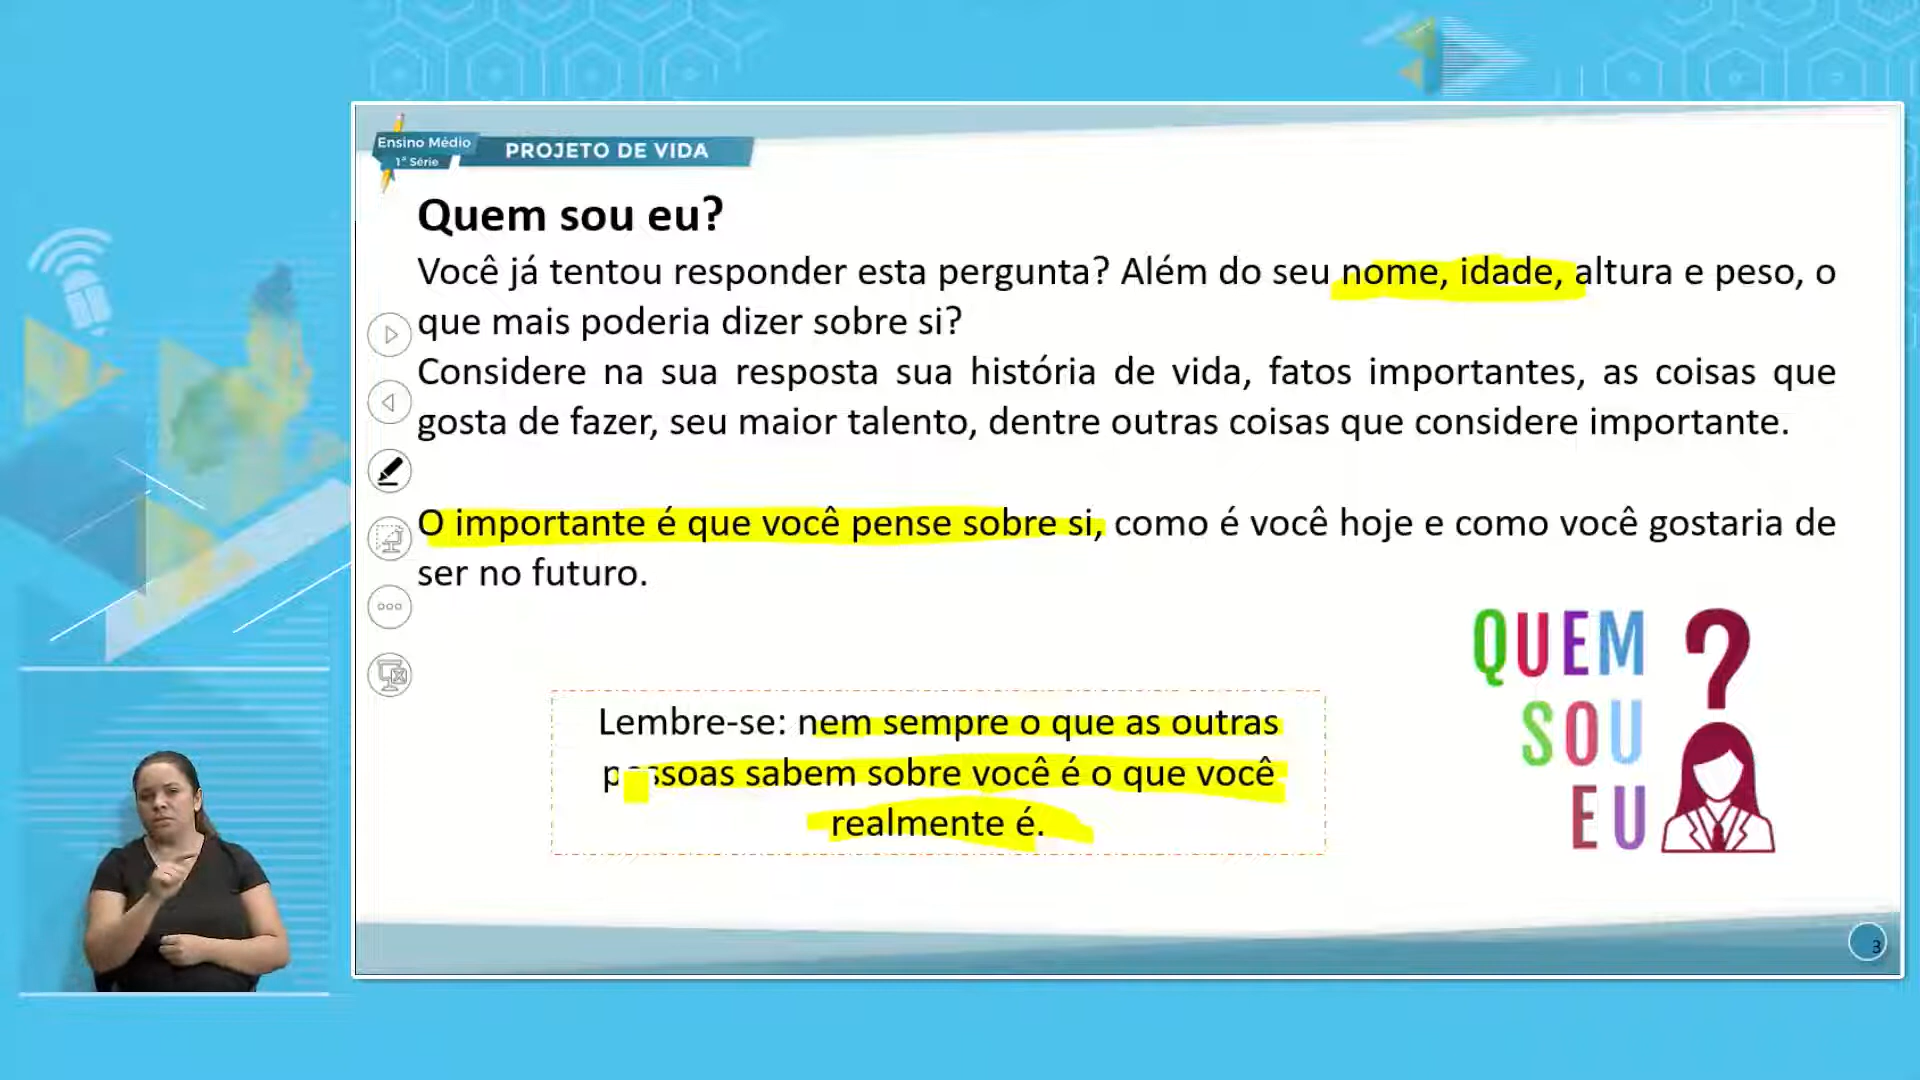 Ensino Médio
1ª Série
PROJETO DE VIDA
Quem sou eu?
Você já tentou responder esta pergunta? Além do seu nome, idade, altura e peso, o
que mais poderia dizer sobre si?
Considere na sua resposta sua história de vida, fatos importantes, as coisas que
gosta de fazer, seu maior talento, dentre outras coisas que considere importante.
O importante é que você pense sobre si, como é você hoje e como você gostaria de
ser no futuro.
Lembre-se: nem sempre o que as outras
pessoas sabem sobre você é o que você
realmente é.
QUEM
SOU
EU
?
3